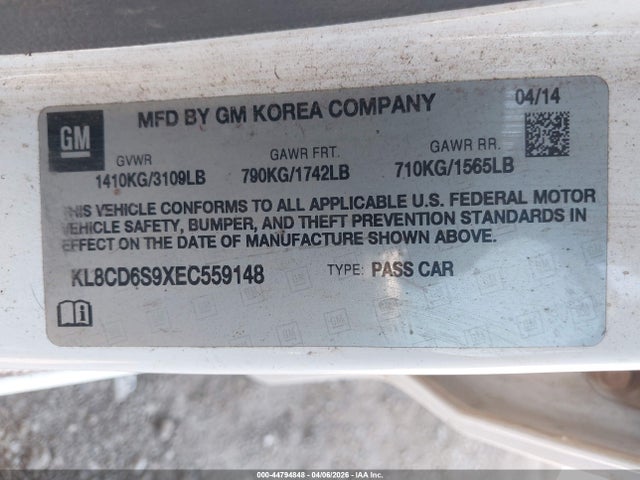 GM
MFD BY GM KOREA COMPANY
04/14
GVWR
1410KG/3109LB
GAWR FRT.
790KG/1742LB
GAWR RR.
710KG/1565LB
THIS VEHICLE CONFORMS TO ALL APPLICABLE U.S. FEDERAL MOTOR
VEHICLE SAFETY, BUMPER, AND THEFT PREVENTION STANDARDS IN
EFFECT ON THE DATE OF MANUFACTURE SHOWN ABOVE.
KL8CD6S9XEC559148
TYPE: PASS CAR
000-44794848 - 04/06/2026 - IAA Inc.